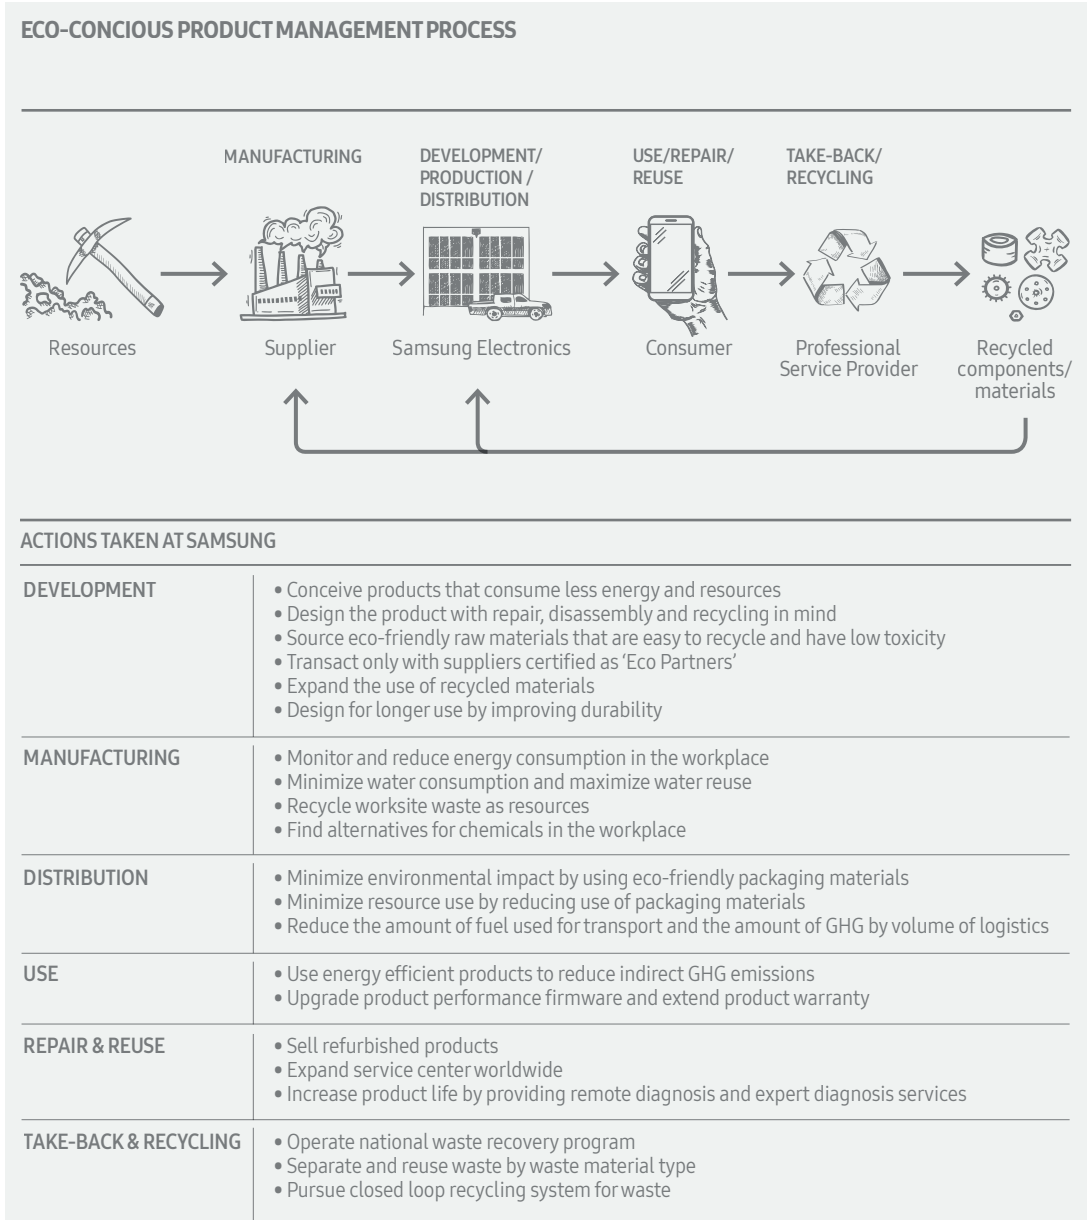 ECO-CONCIOUS PRODUCT MANAGEMENT PROCESS
MANUFACTURING
DEVELOPMENT/
PRODUCTION /
DISTRIBUTION
USE/REPAIR/
REUSE
TAKE-BACK/
RECYCLING
Resources
Supplier
Samsung Electronics
Consumer
Professional
Service Provider
Recycled
components/
materials
ACTIONS TAKEN AT SAMSUNG
DEVELOPMENT
• Conceive products that consume less energy and resources
• Design the product with repair, disassembly and recycling in mind
• Source eco-friendly raw materials that are easy to recycle and have low toxicity
• Transact only with suppliers certified as ‘Eco Partners’
• Expand the use of recycled materials
• Design for longer use by improving durability
MANUFACTURING
• Monitor and reduce energy consumption in the workplace
• Minimize water consumption and maximize water reuse
• Recycle worksite waste as resources
• Find alternatives for chemicals in the workplace
DISTRIBUTION
• Minimize environmental impact by using eco-friendly packaging materials
• Minimize resource use by reducing use of packaging materials
• Reduce the amount of fuel used for transport and the amount of GHG by volume of logistics
USE
• Use energy efficient products to reduce indirect GHG emissions
• Upgrade product performance firmware and extend product warranty
REPAIR & REUSE
• Sell refurbished products
• Expand service center worldwide
• Increase product life by providing remote diagnosis and expert diagnosis services
TAKE-BACK & RECYCLING
• Operate national waste recovery program
• Separate and reuse waste by waste material type
• Pursue closed loop recycling system for waste